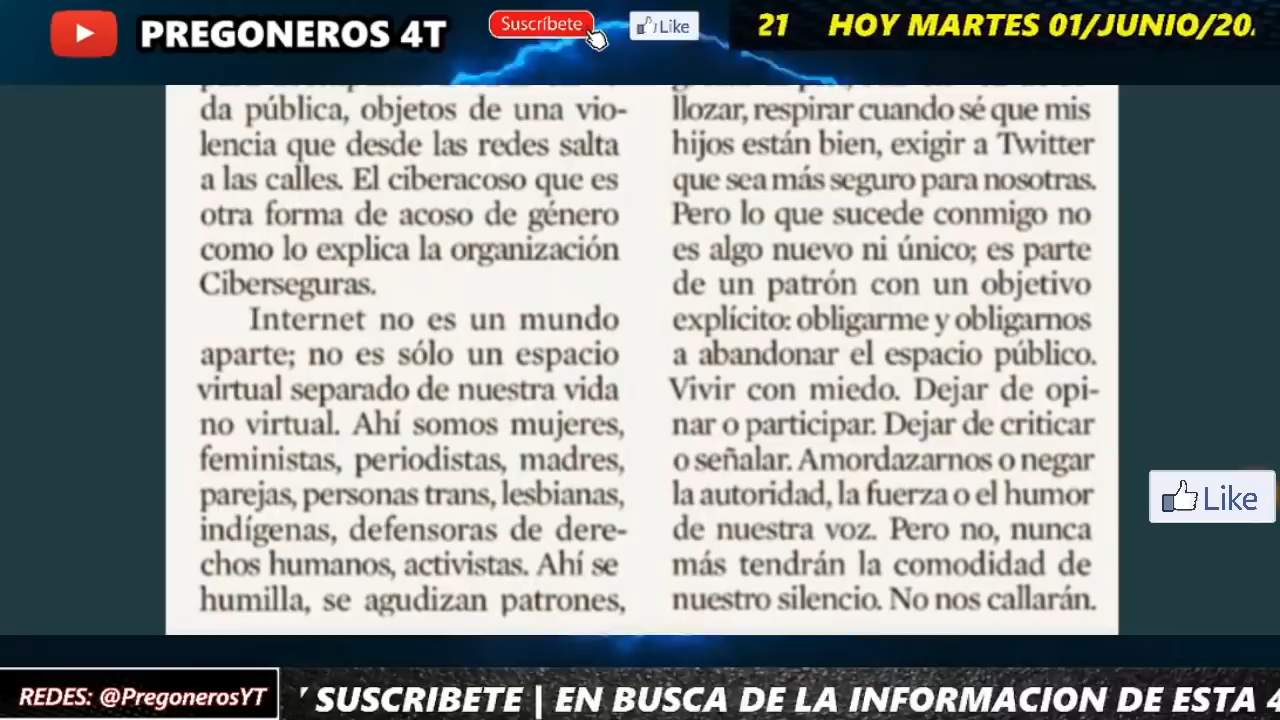 PREGONEROS 4T
Suscríbete
Like
21 HOY MARTES 01/JUNIO/20
da pública, objetos de una vio-
lencia que desde las redes salta
a las calles. El ciberacoso que es
otra forma de acoso de género
como lo explica la organización
Ciberseguras.
Internet no es un mundo
aparte; no es sólo un espacio
virtual separado de nuestra vida
no virtual. Ahí somos mujeres,
feministas, periodistas, madres,
parejas, personas trans, lesbianas,
indígenas, defensoras de dere-
chos humanos, activistas. Ahí se
humilla, se agudizan patrones,
llozar, respirar cuando sé que mis
hijos están bien, exigir a Twitter
que sea más seguro para nosotras.
Pero lo que sucede conmigo no
es algo nuevo ni único; es parte
de un patrón con un objetivo
explícito: obligarme y obligarnos
a abandonar el espacio público.
Vivir con miedo. Dejar de opi-
nar o participar. Dejar de criticar
o señalar. Amordazarnos o negar
la autoridad, la fuerza o el humor
de nuestra voz. Pero no, nunca
más tendrán la comodidad de
nuestro silencio. No nos callarán.
Like
REDES: @PregonerosYT
SUSCRIBETE | EN BUSCA DE LA INFORMACION DE ESTA 4